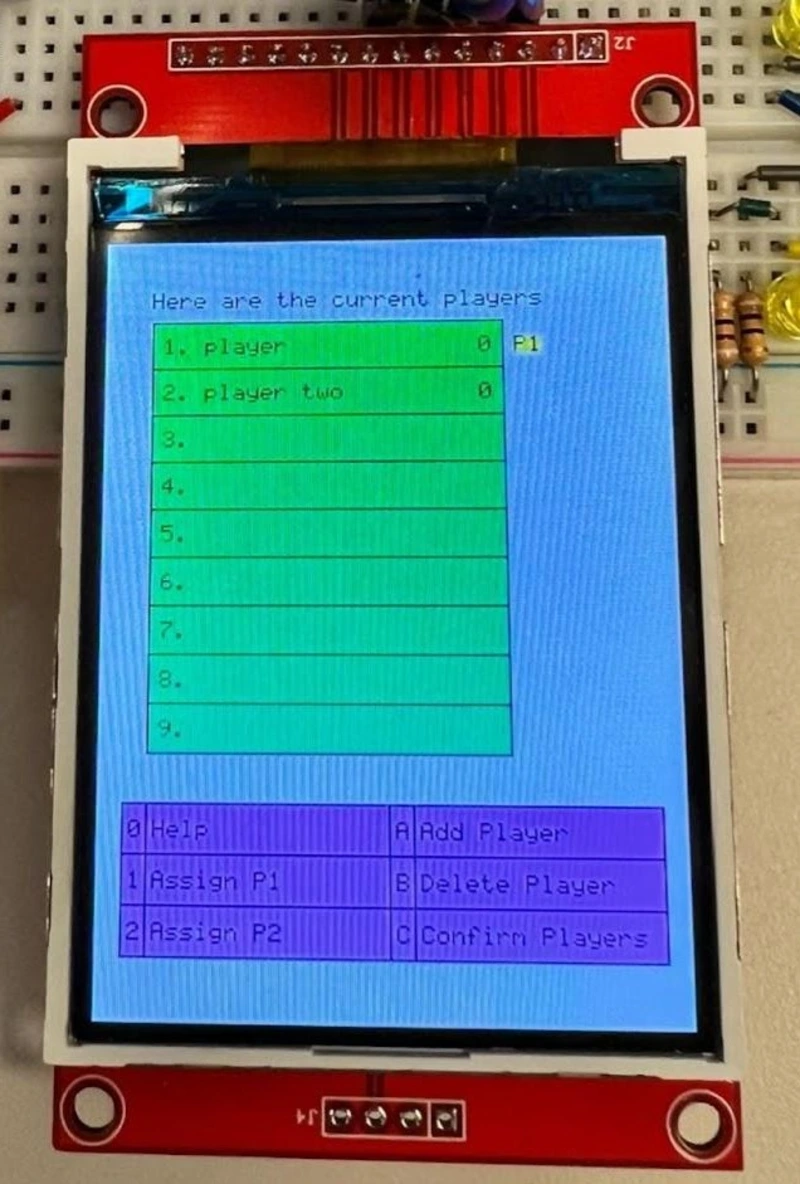 J2
Here are the current players
1. player 0 P1
2. player two 0
3.
4.
5.
6.
7.
8.
9.
0 Help A Add Player
1 Assign P1 B Delete Player
2 Assign P2 C Confirm Players
J4